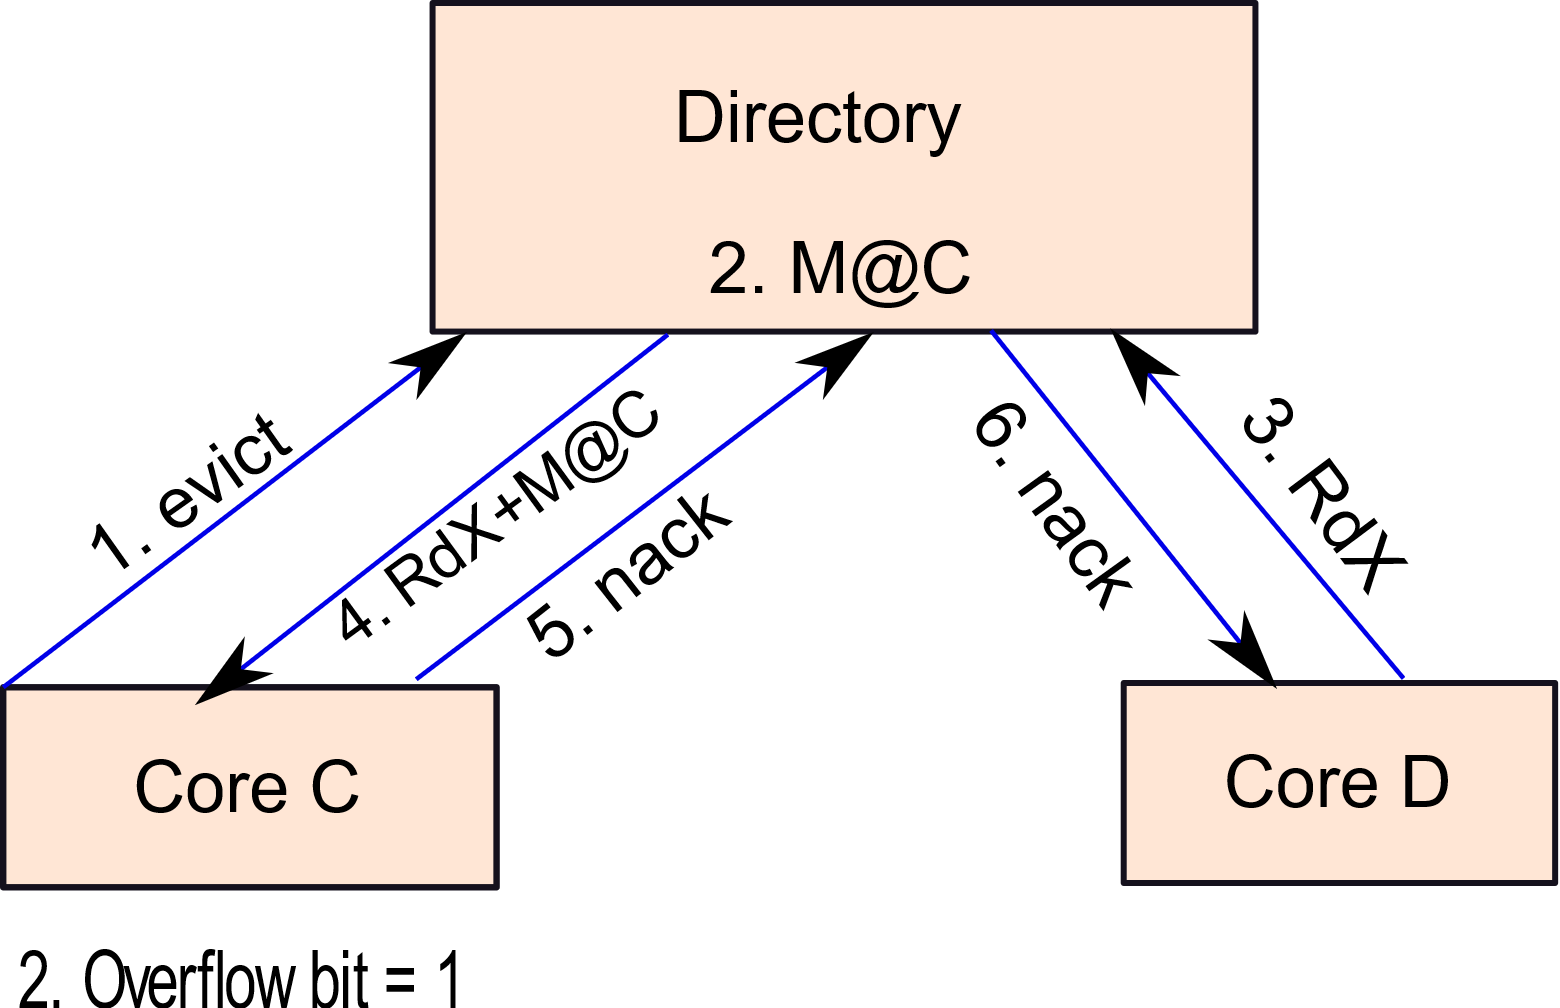 Directory
2. M@C
1. evict
4. RdX+M@C
5. nack
6. nack
3. RdX
Core C
Core D
2. Overflow bit = 1